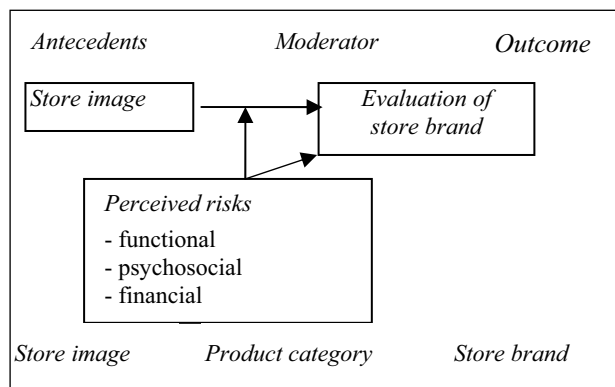 Antecedents Moderator Outcome
Store image
Evaluation of
store brand
Perceived risks
- functional
- psychosocial
- financial
Store image Product category Store brand